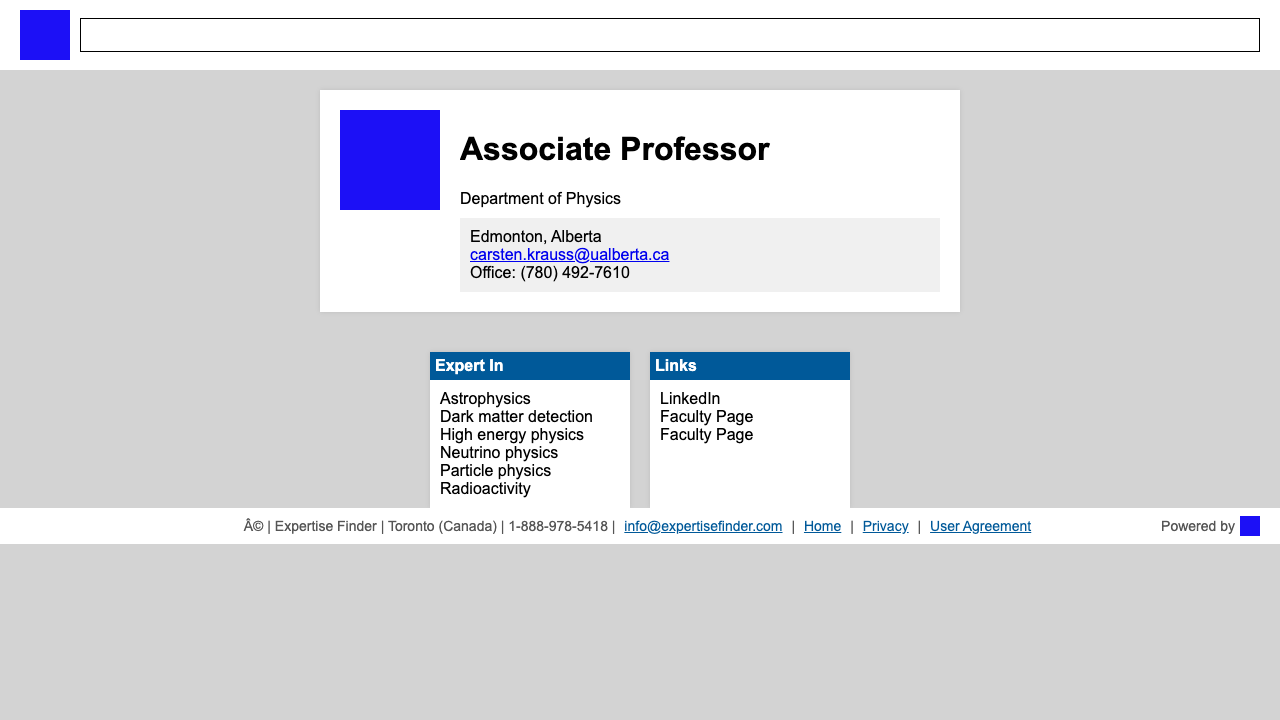 Associate Professor
Department of Physics
Edmonton, Alberta
carsten.krauss@ualberta.ca
Office: (780) 492-7610
Expert In
Astrophysics
Dark matter detection
High energy physics
Neutrino physics
Particle physics
Radioactivity
Links
LinkedIn
Faculty Page
Faculty Page
Â© | Expertise Finder | Toronto (Canada) | 1-888-978-5418 | info@expertisefinder.com | Home | Privacy | User Agreement Powered by